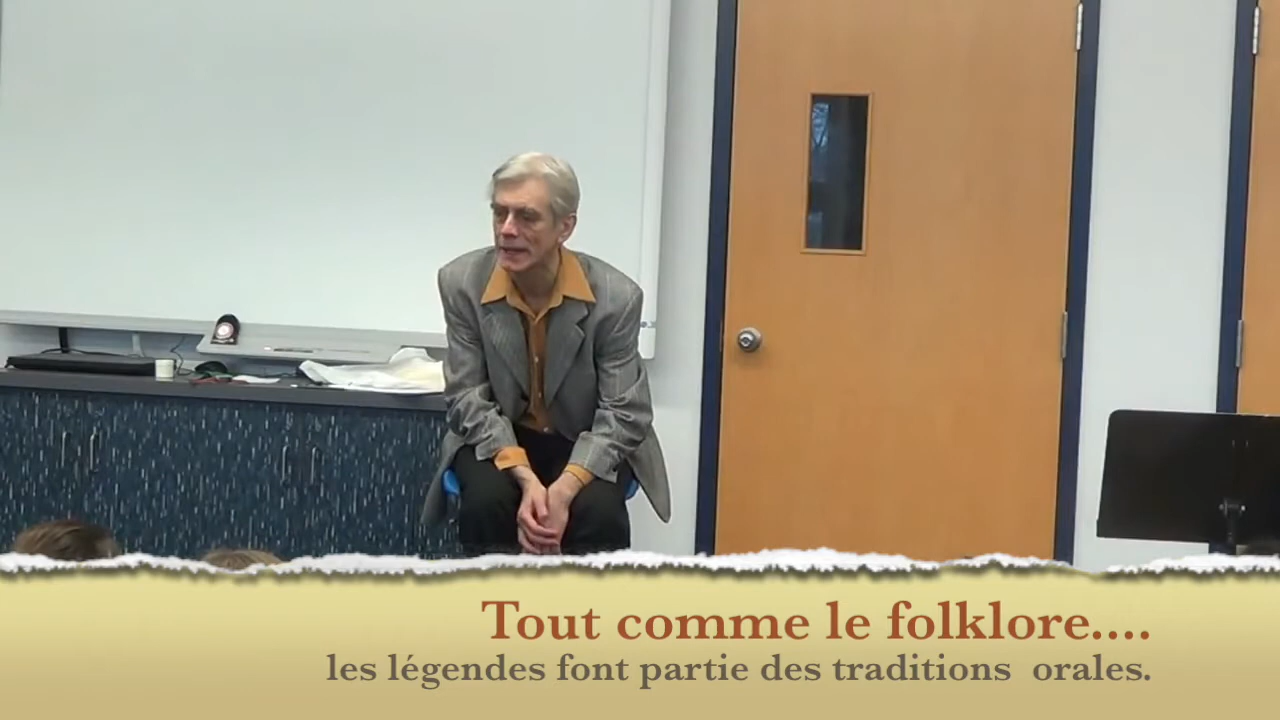 Tout comme le folklore....
les légendes font partie des traditions  orales.